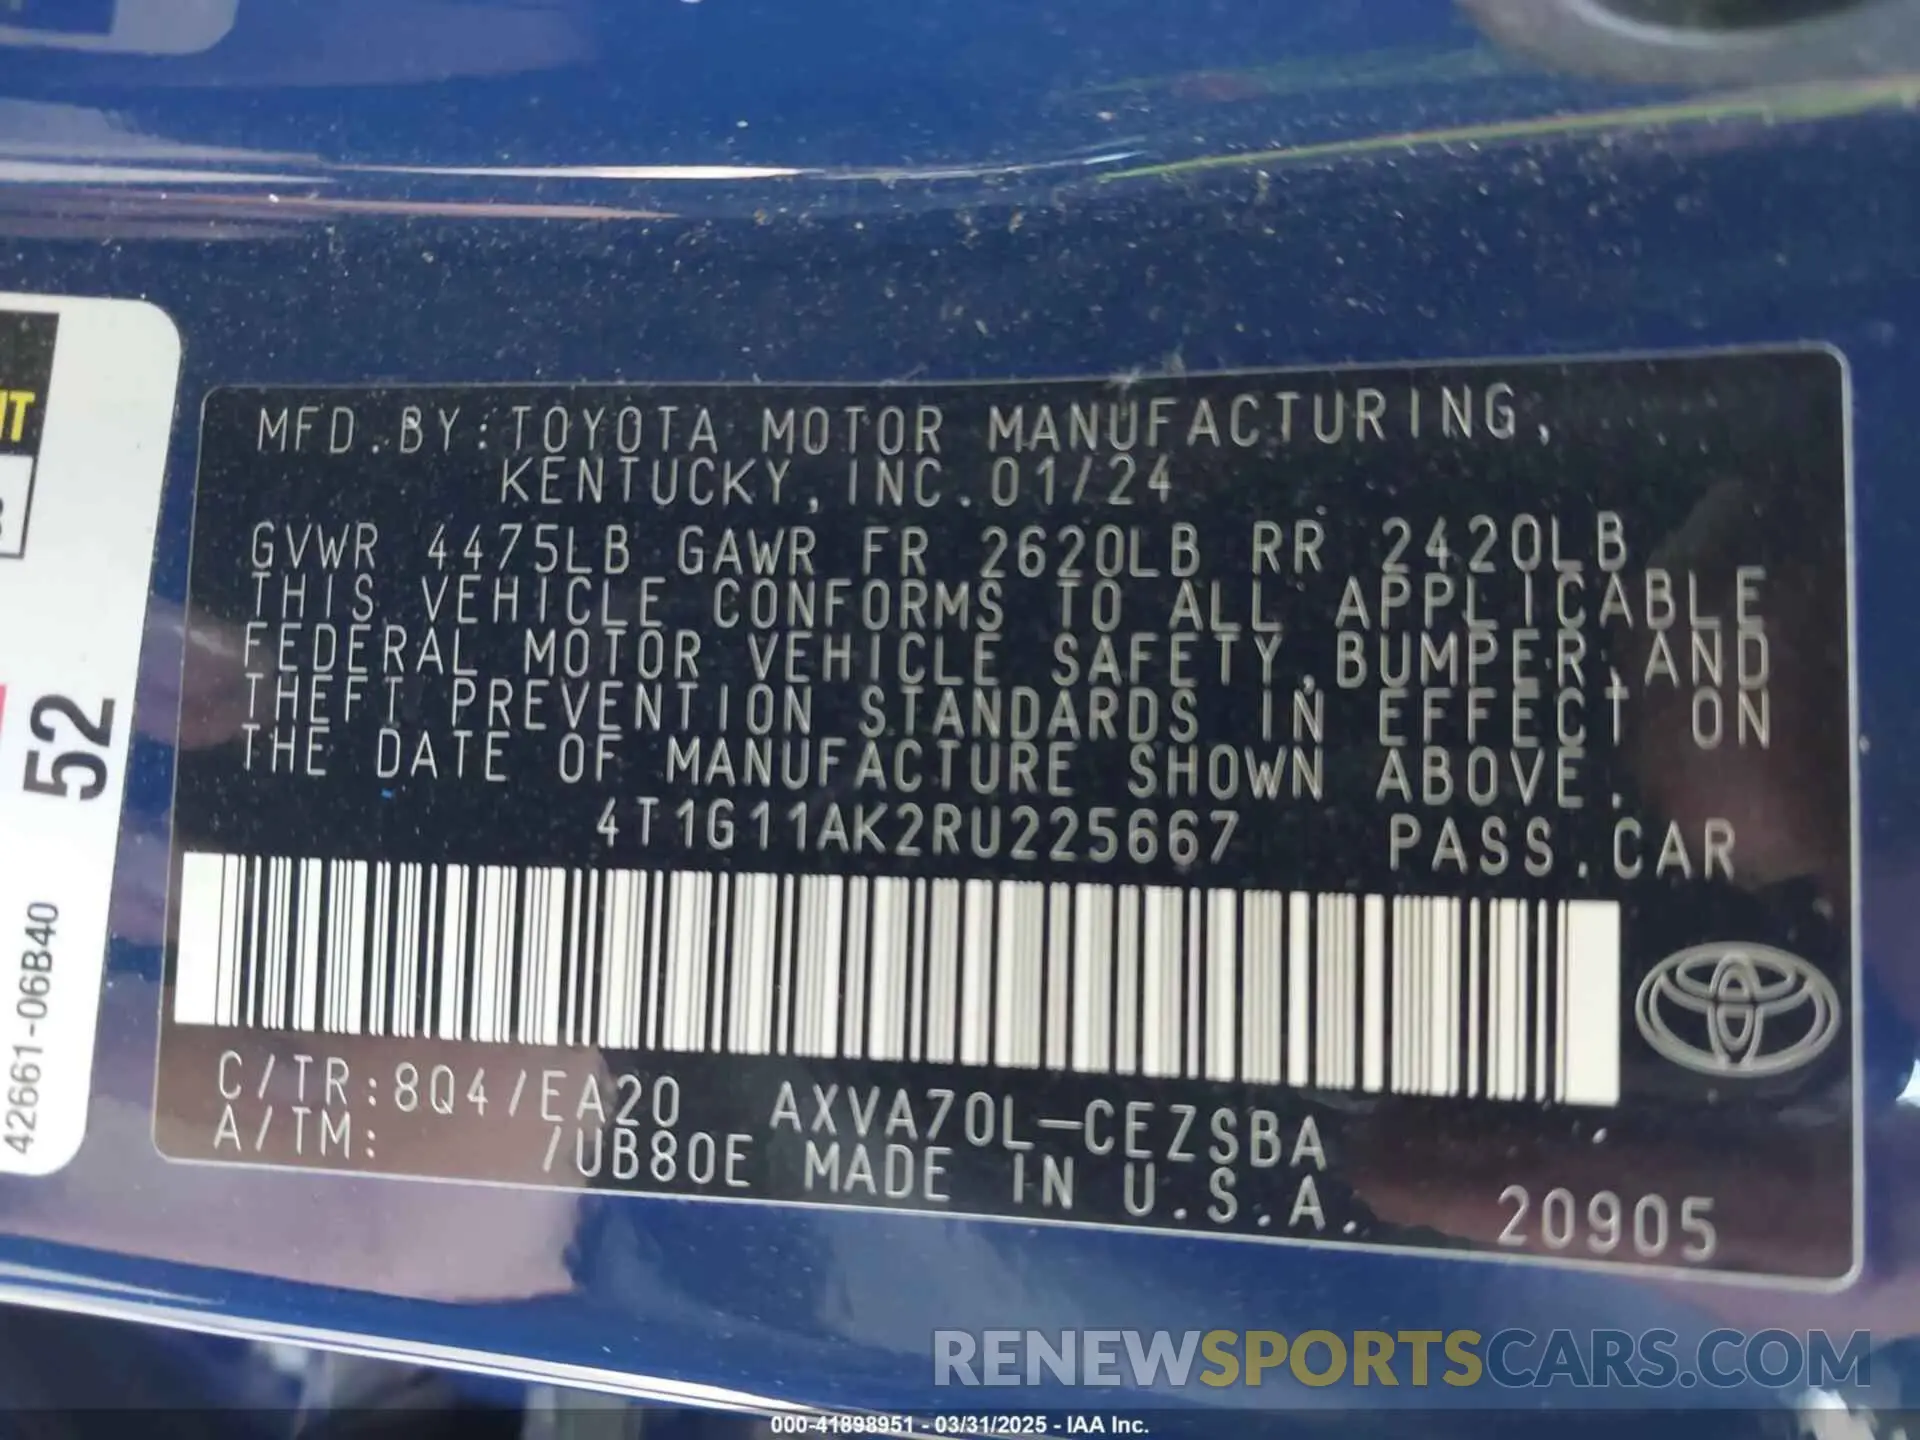 MFD.BY:TOYOTA MOTOR MANUFACTURING,
KENTUCKY,INC.01/24
GVWR 4475LB GAWR FR 2620LB RR 2420LB
THIS VEHICLE CONFORMS TO ALL APPLICABLE
FEDERAL MOTOR VEHICLE SAFETY,BUMPER,AND
THEFT PREVENTION STANDARDS IN EFFECT ON
THE DATE OF MANUFACTURE SHOWN ABOVE.
4T1G11AK2RU225667 PASS.CAR
C/TR:8Q4/EA20 AXVA70L-CEZSBA
A/TM: /UB80E MADE IN U.S.A.
20905
52
42661-06B40
RENEWSPORTSCARS.COM
000-41898951 - 03/31/2025 - IAA Inc.